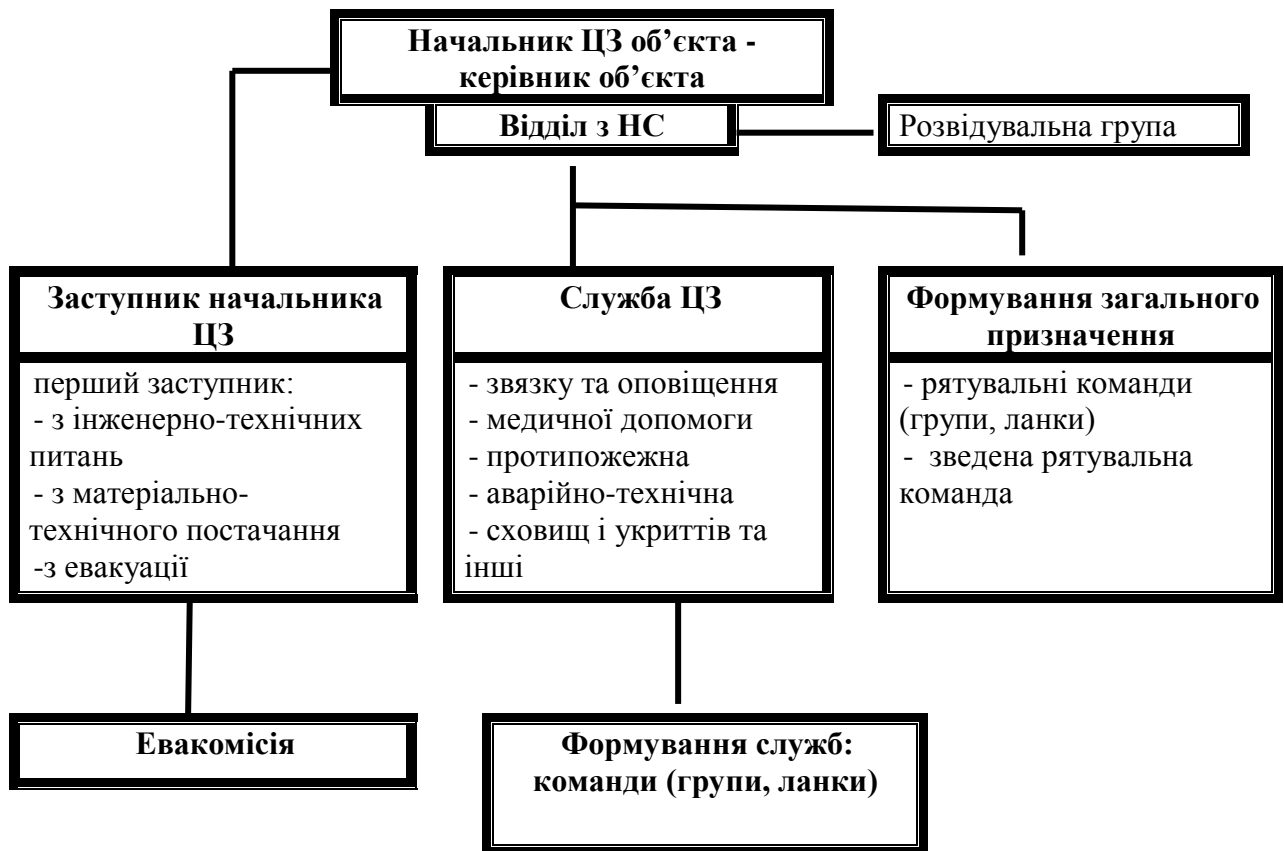 Начальник ЦЗ об’єкта -
керівник об’єкта
Відділ з НС
Розвідувальна група
Заступник начальника
ЦЗ
перший заступник:
- з інженерно-технічних
питань
- з матеріально-
технічного постачання
-з евакуації
Служба ЦЗ
- звязку та оповіщення
- медичної допомоги
- протипожежна
- аварійно-технічна
- сховищ і укриттів та
інші
Формування загального
призначення
- рятувальні команди
(групи, ланки)
- зведена рятувальна
команда
Евакомісія
Формування служб:
команди (групи, ланки)